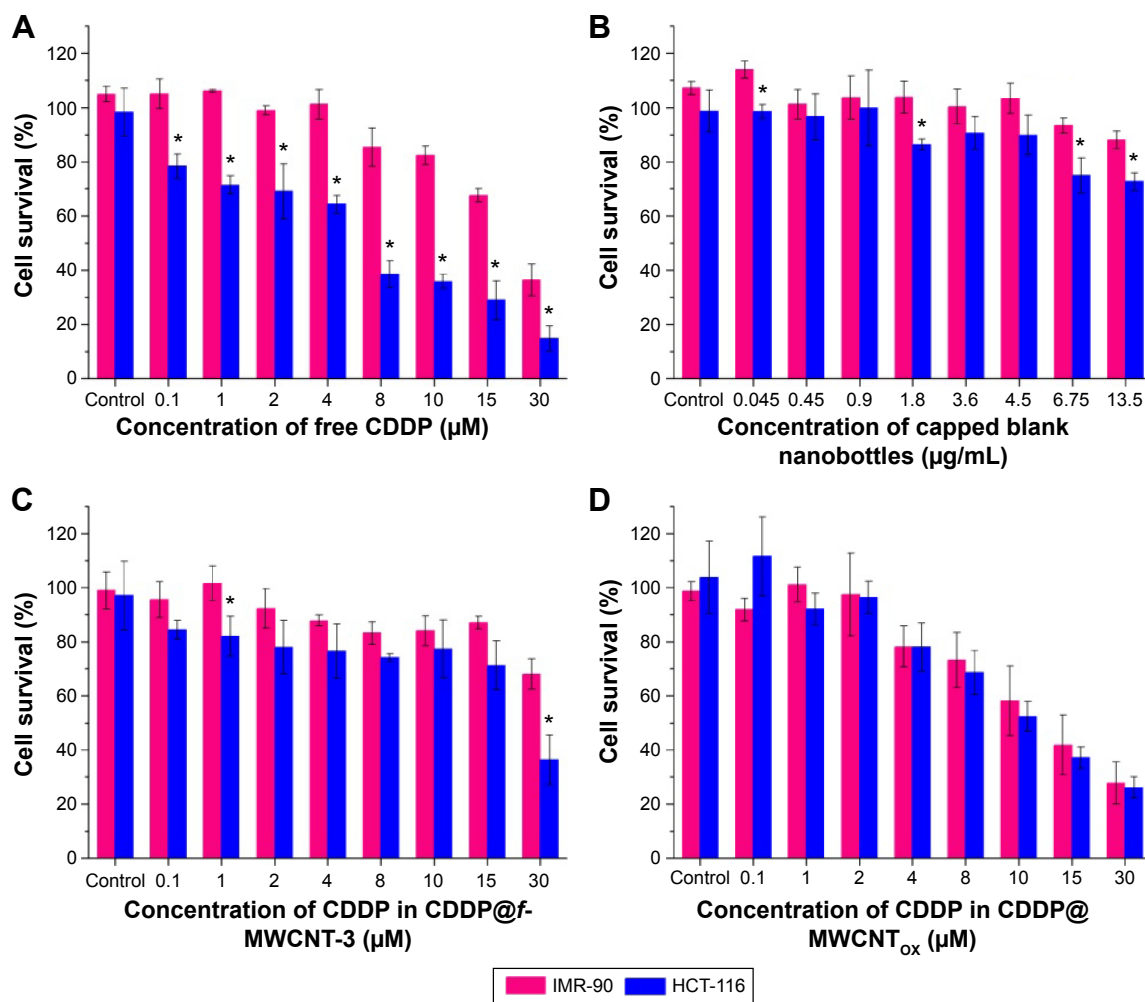 A
120
100
80
60
40
20
0
Cell survival (%)
* * * * * * * *
Control 0.1 1 2 4 8 10 15 30
Concentration of free CDDP (µM)
B
120
100
80
60
40
20
0
Cell survival (%)
* * * *
Control 0.045 0.45 0.9 1.8 3.6 4.5 6.75 13.5
Concentration of capped blank
nanobottles (µg/mL)
C
120
100
80
60
40
20
0
Cell survival (%)
* *
Control 0.1 1 2 4 8 10 15 30
Concentration of CDDP in CDDP@f-
MWCNT-3 (µM)
D
120
100
80
60
40
20
0
Cell survival (%)
Control 0.1 1 2 4 8 10 15 30
Concentration of CDDP in CDDP@
MWCNTox (µM)
IMR-90 HCT-116